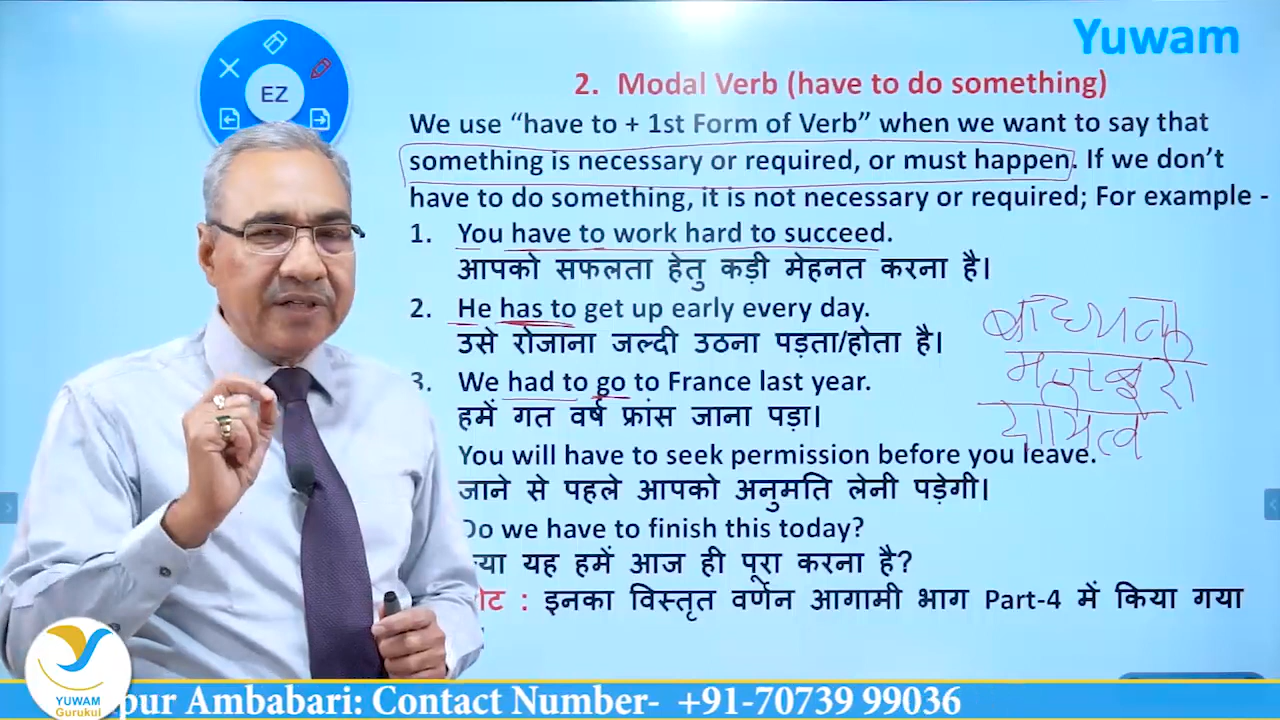 Yuwam
EZ
2. Modal Verb (have to do something)
We use “have to + 1st Form of Verb” when we want to say that
something is necessary or required, or must happen. If we don’t
have to do something, it is not necessary or required; For example -
1. You have to work hard to succeed.
आपको सफलता हेतु कड़ी मेहनत करना है।
2. He has to get up early every day.
उसे रोजाना जल्दी उठना पड़ता/होता है।
बाध्यता
3. We had to go to France last year.
मजबूरी
हमें गत वर्ष फ्रांस जाना पड़ा।
दायित्व
You will have to seek permission before you leave.
जाने से पहले आपको अनुमति लेनी पड़ेगी।
Do we have to finish this today?
यह हमें आज ही पूरा करना है?
: इनका विस्तृत वर्णन आगामी भाग Part-4 में किया गया
YUWAM
Gurukul
pur Ambabari: Contact Number- +91-70739 99036